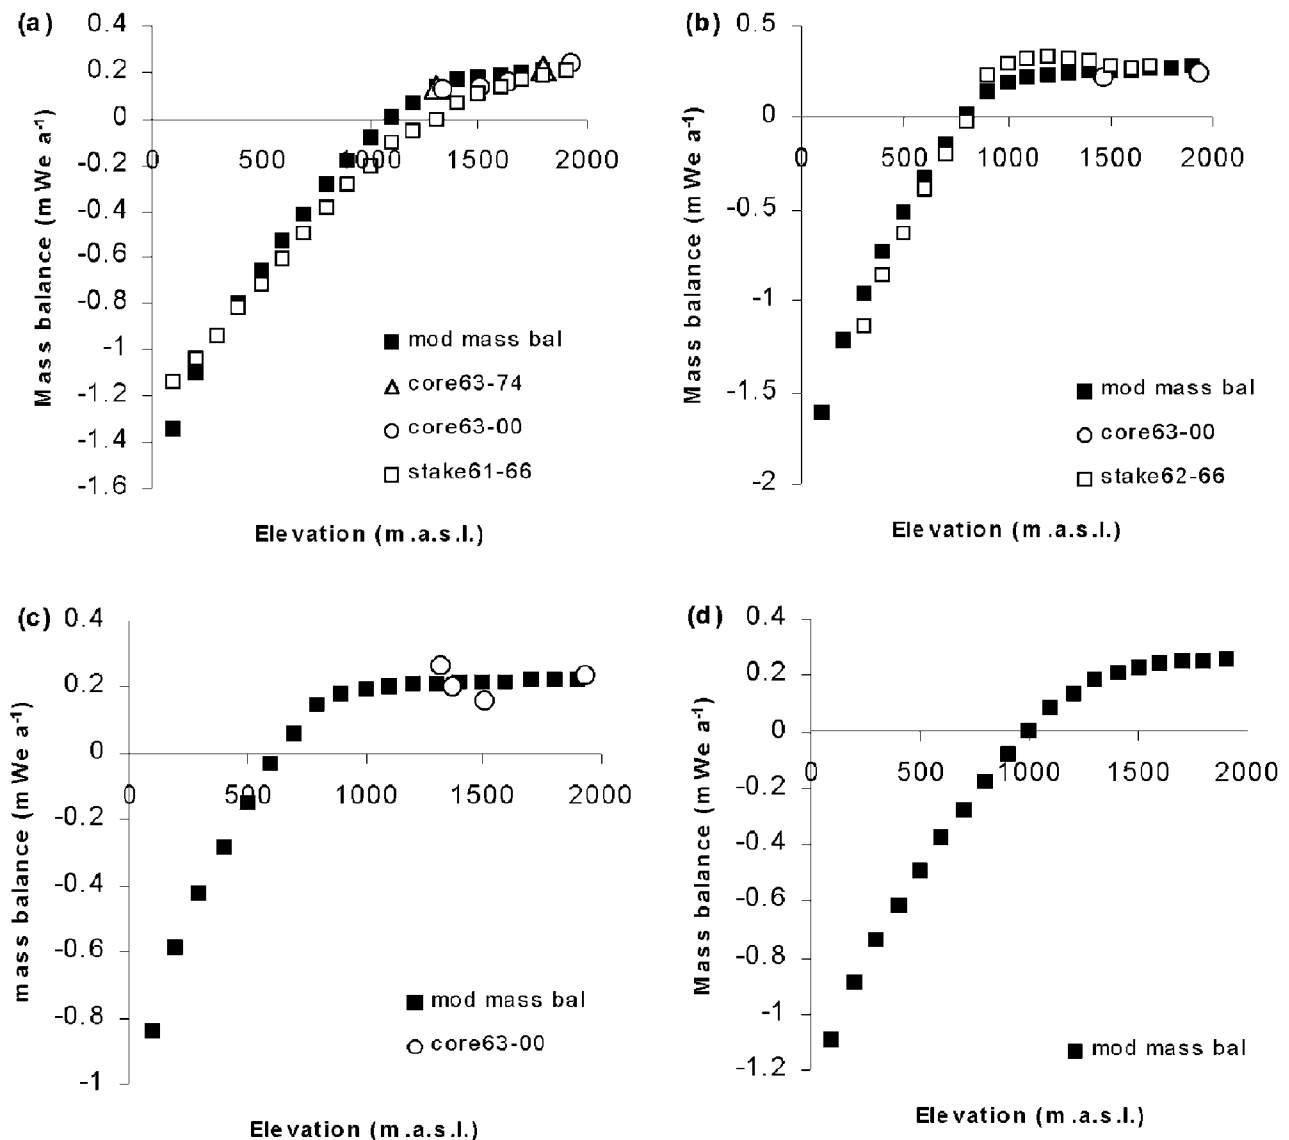 (a)
0.4
0.2
0
-0.2
-0.4
-0.6
-0.8
-1
-1.2
-1.4
-1.6
0 500 1000 1500 2000
Mass balance (mWe a-1)
Elevation (m.a.s.l.)
mod mass bal
core63-74
core63-00
stake61-66
(b)
0.5
0
-0.5
-1
-1.5
-2
0 500 1000 1500 2000
Mass balance (mWe a-1)
Elevation (m.a.s.l.)
mod mass bal
core63-00
stake62-66
(c)
0.4
0.2
0
-0.2
-0.4
-0.6
-0.8
-1
0 500 1000 1500 2000
mass balance (mWe a-1)
Elevation (m.a.s.l.)
mod mass bal
core63-00
(d)
0.4
0.2
0
-0.2
-0.4
-0.6
-0.8
-1
-1.2
0 500 1000 1500 2000
Mass balance (mWe a-1)
Elevation (m.a.s.l.)
mod mass bal